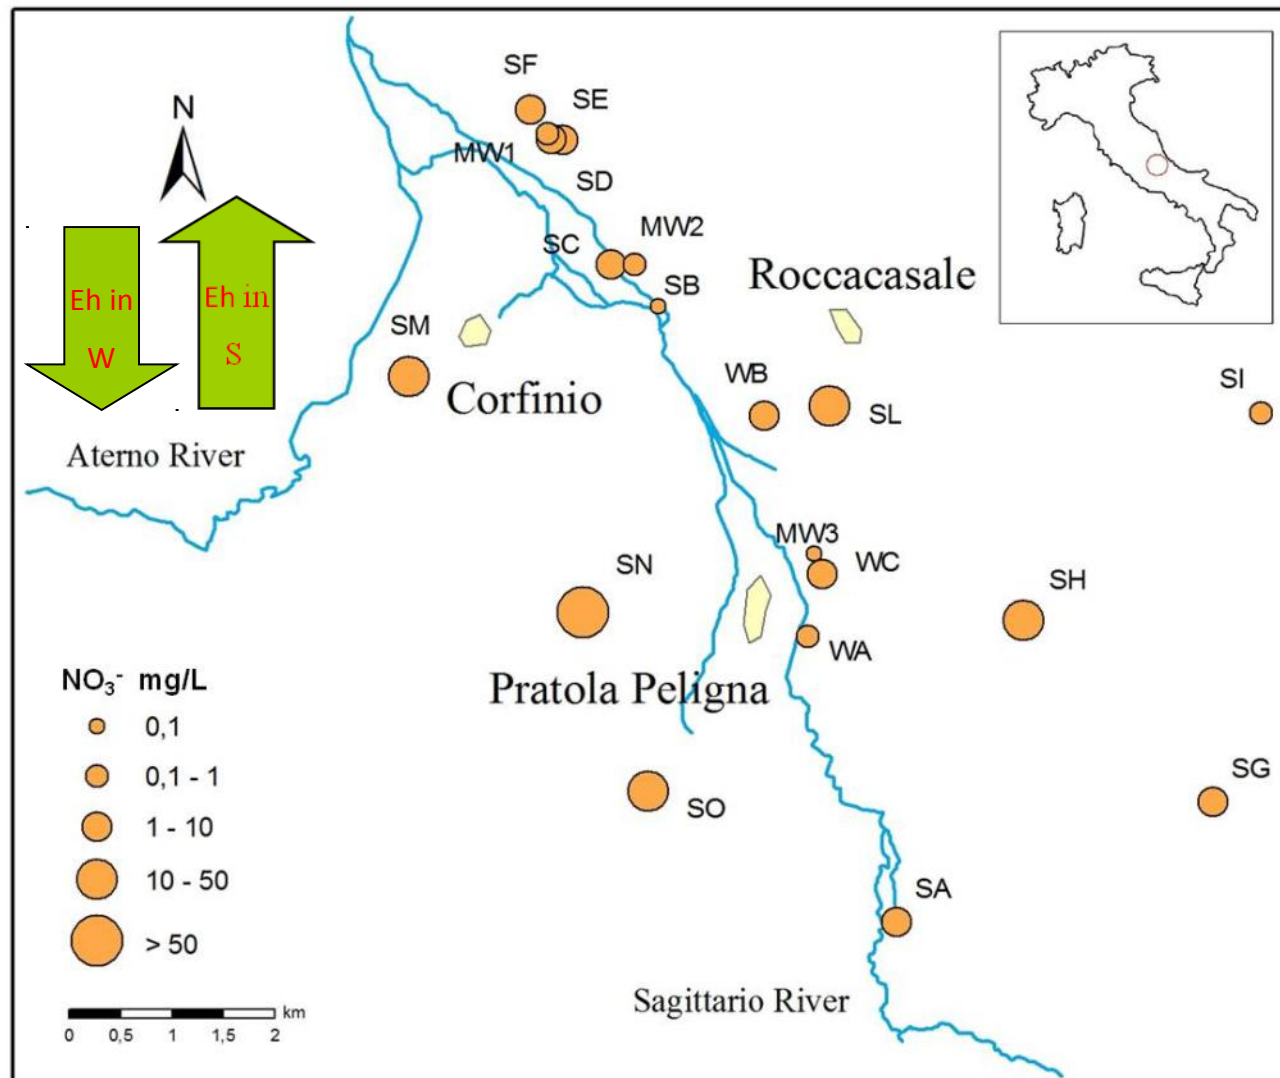 SF
SE
N
MW1
SD
MW2
SC
Roccacasale
SB
Eh in
W
Eh in
S
SM
WB
SI
Corfinio
SL
Aterno River
MW3
SN
WC
SH
WA
NO₃⁻ mg/L
Pratola Peligna
0,1
0,1 - 1
SG
SO
1 - 10
10 - 50
SA
> 50
Sagittario River
km
0 0,5 1 1,5 2